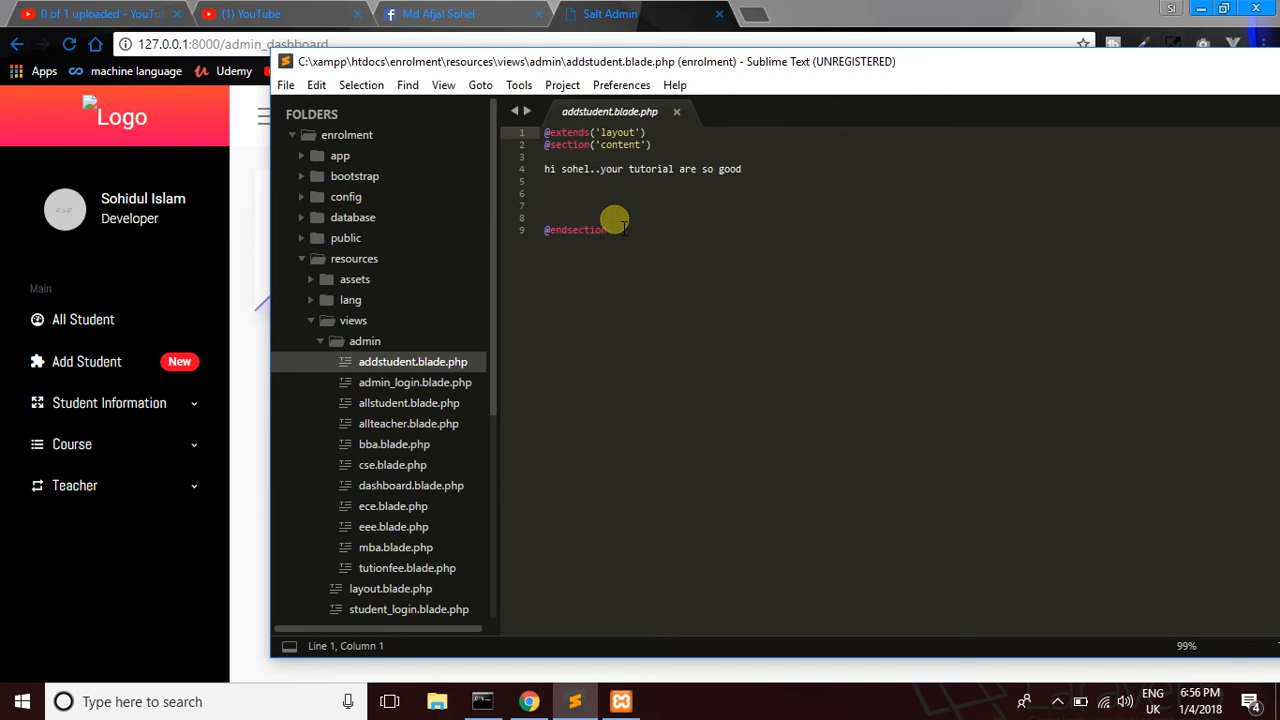 0 of 1 uploaded - YouTu
(1) YouTube
Md Afjal Sohel
Salt Admin
SI
127.0.0.1:8000/admin_dashboard
Apps
machine language
Udemy
Logo
Sohidul Islam
Developer
Main
All Student
Add Student
New
Student Information
Course
Teacher
C:\xampp\htdocs\enrolment\resources\views\admin\addstudent.blade.php (enrolment) - Sublime Text (UNREGISTERED)
File Edit Selection Find View Goto Tools Project Preferences Help
FOLDERS
enrolment
app
bootstrap
config
database
public
resources
assets
lang
views
admin
addstudent.blade.php
admin_login.blade.php
allstudent.blade.php
allteacher.blade.php
bba.blade.php
cse.blade.php
dashboard.blade.php
ece.blade.php
eee.blade.php
mba.blade.php
tutionfee.blade.php
layout.blade.php
student_login.blade.php
addstudent.blade.php
1 @extends('layout')
2 @section('content')
3
4 hi sohel..your tutorial are so good
5
6
7
8
9 @endsection
Line 1, Column 1
99%
Type here to search
ENG
UK
6:56 PM
1/4/2018
4